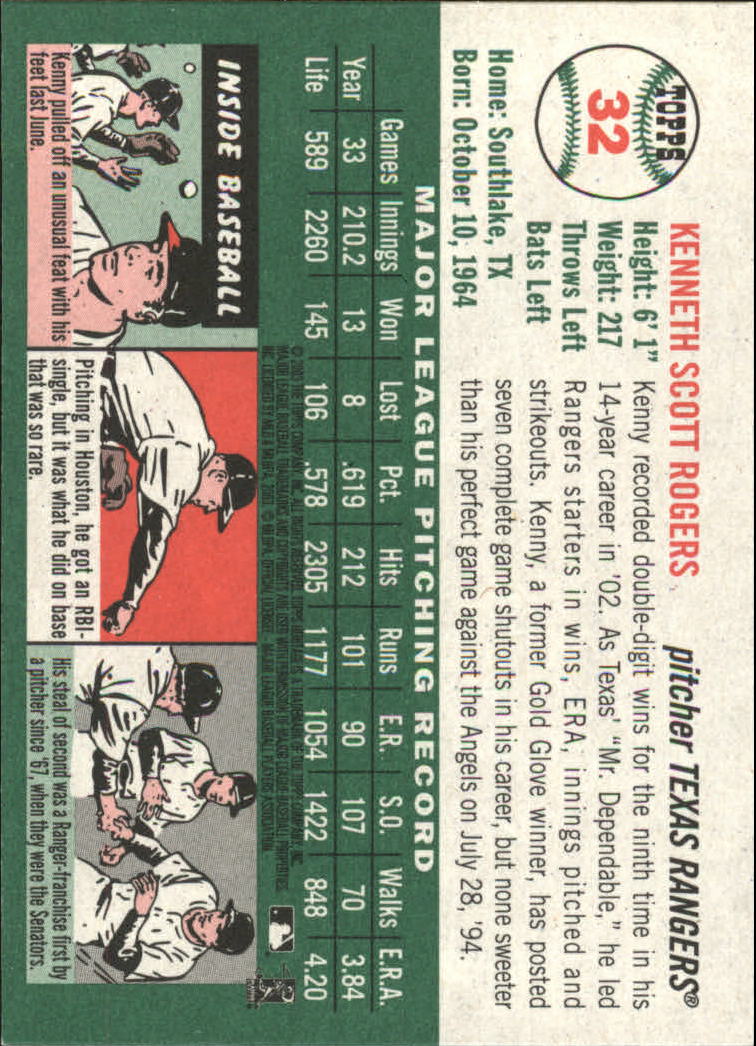 TOPPS
32
KENNETH SCOTT ROGERS
pitcher TEXAS RANGERS®
Height: 6' 1"
Weight: 217
Throws Left
Bats Left
Home: Southlake, TX
Born: October 10, 1964
Kenny recorded double-digit wins for the ninth time in his
14-year career in '02. As Texas' "Mr. Dependable," he led
Rangers starters in wins, ERA, innings pitched and
strikeouts. Kenny, a former Gold Glove winner, has posted
seven complete game shutouts in his career, but none sweeter
than his perfect game against the Angels on July 28, '94.
MAJOR LEAGUE PITCHING RECORD
Games Innings Won Lost Pct. Hits Runs E.R. S.O. Walks E.R.A.
Year 33 210.2 13 8 .619 212 101 90 107 70 3.84
Life 589 2260 145 106 .578 2305 1177 1054 1422 848 4.20
INSIDE BASEBALL
Kenny pulled off an unusual feat with his
feet last June.
Pitching in Houston, he got an RBI-
single, but it was what he did on base
that was so rare.
His steal of second was a Ranger-franchise first by
a pitcher since '67, when they were the Senators.